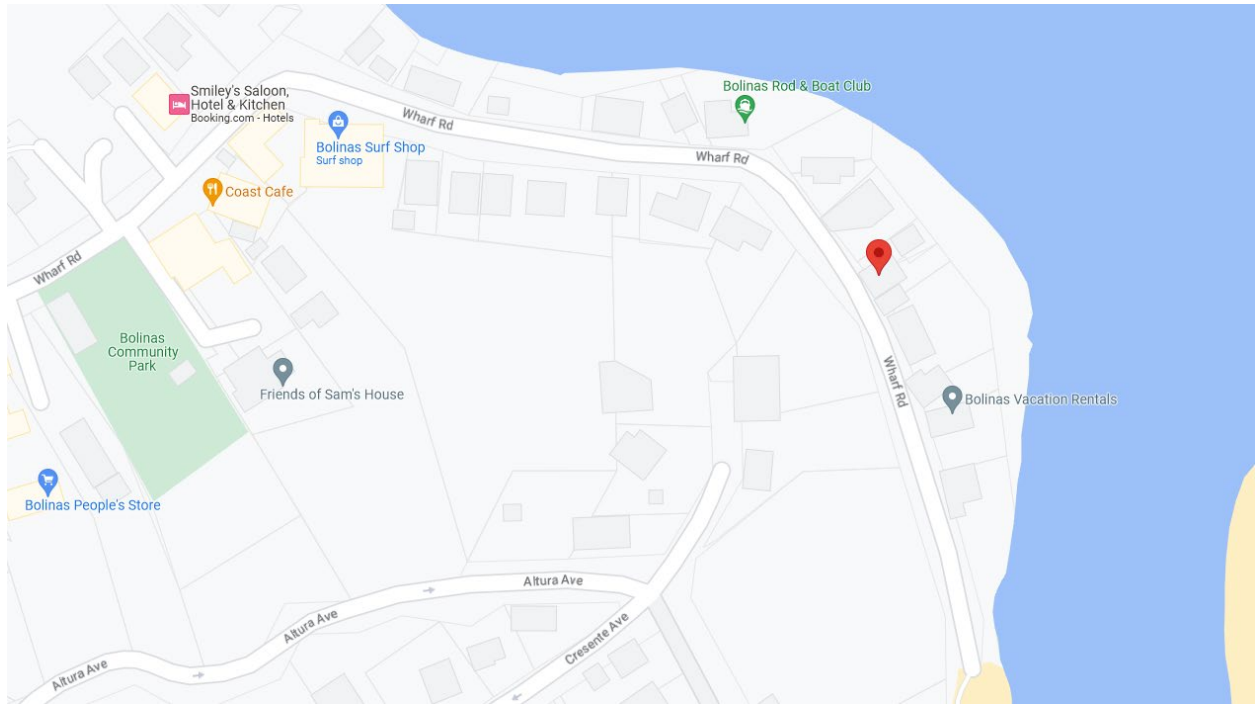 Smiley's Saloon,
Hotel & Kitchen
Booking.com - Hotels
Bolinas Rod & Boat Club
Wharf Rd
Bolinas Surf Shop
Surf shop
Wharf Rd
Coast Cafe
Wharf Rd
Bolinas
Community
Park
Friends of Sam's House
Wharf Rd
Bolinas Vacation Rentals
Bolinas People's Store
Altura Ave
Altura Ave
Cresente Ave
Altura Ave